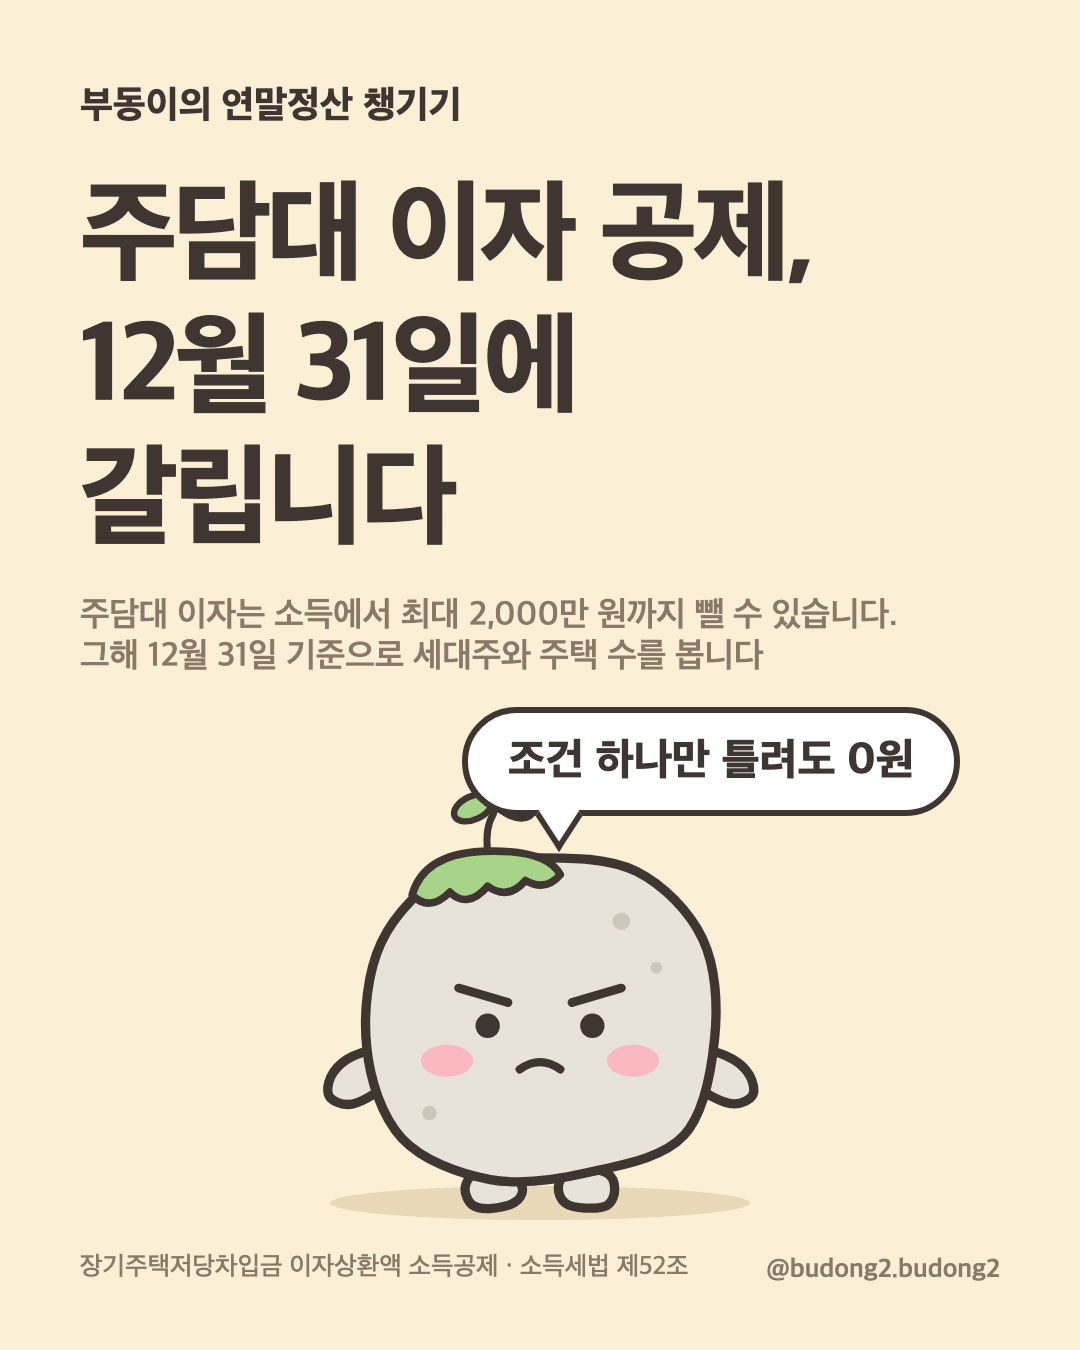 부동이의 연말정산 챙기기
주담대 이자 공제,
12월 31일에
갈립니다
주담대 이자는 소득에서 최대 2,000만 원까지 뺄 수 있습니다.
그해 12월 31일 기준으로 세대주와 주택 수를 봅니다
조건 하나만 틀려도 0원
장기주택저당차입금 이자상환액 소득공제 · 소득세법 제52조
@budong2.budong2